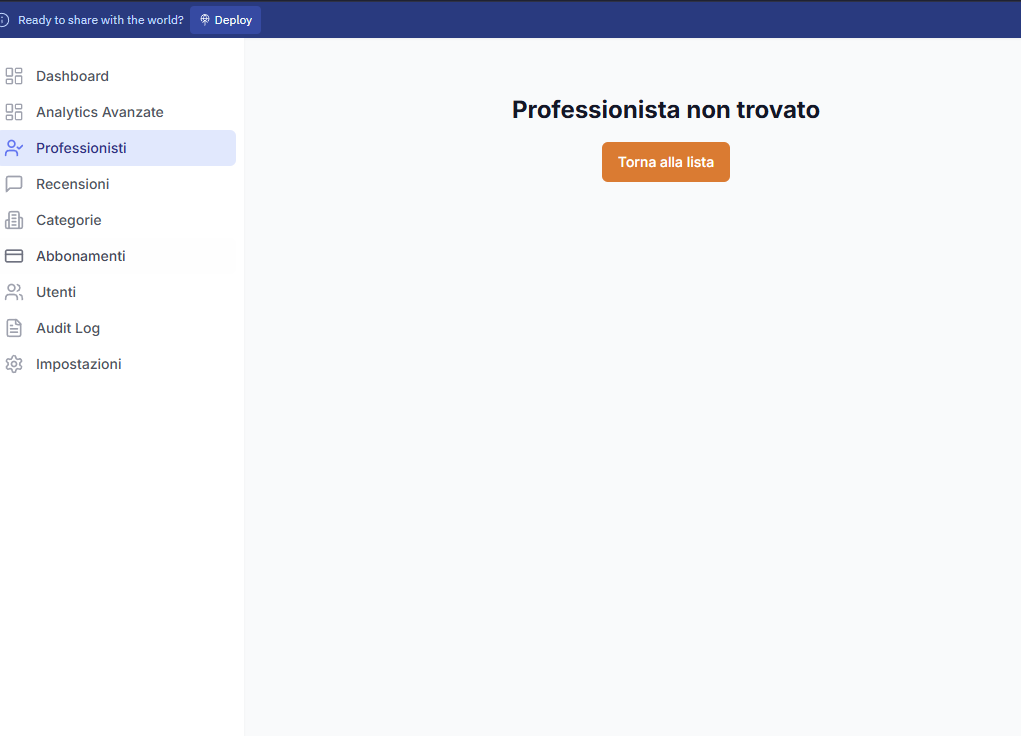 Ready to share with the world? Deploy
Dashboard
Analytics Avanzate
Professionisti
Recensioni
Categorie
Abbonamenti
Utenti
Audit Log
Impostazioni
Professionista non trovato
Torna alla lista